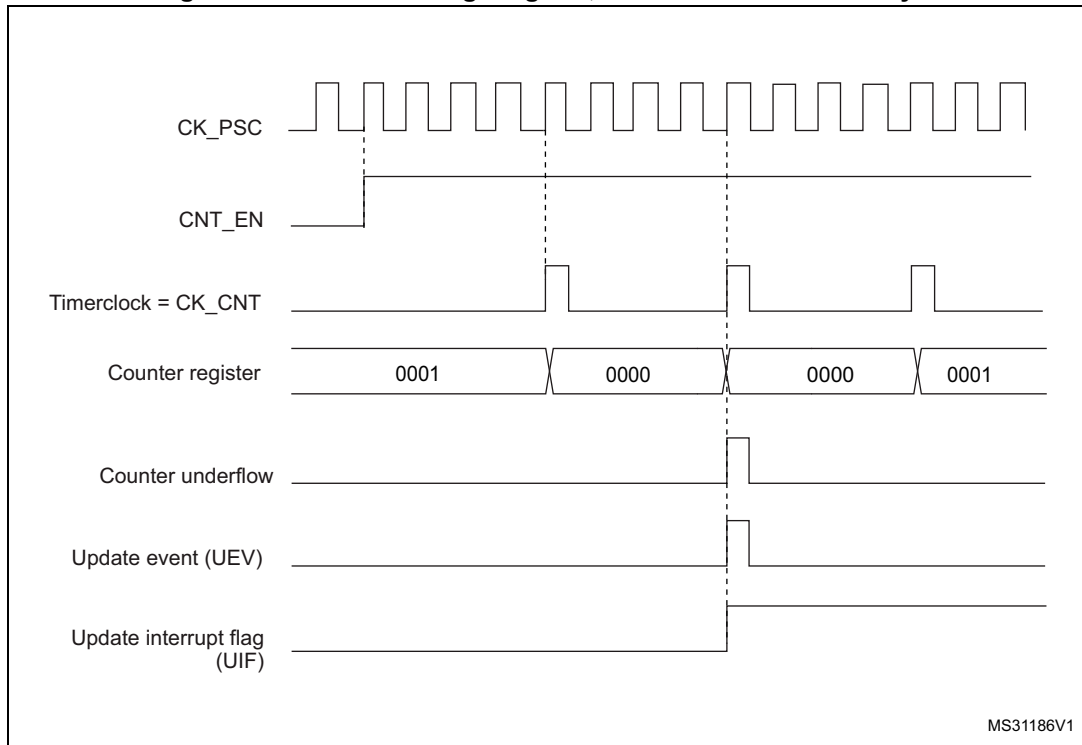 CK_PSC
CNT_EN
Timerclock = CK_CNT
Counter register
0001
0000
0000
0001
Counter underflow
Update event (UEV)
Update interrupt flag
(UIF)
MS31186V1